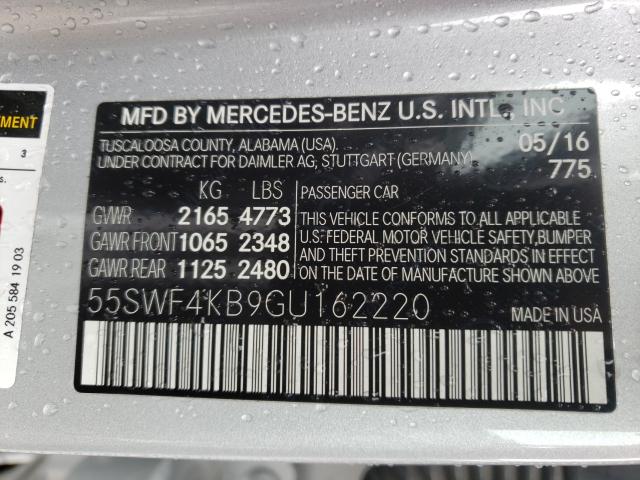 MFD BY MERCEDES-BENZ U.S. INTL., INC
TUSCALOOSA COUNTY, ALABAMA (USA). 05/16
UNDER CONTRACT FOR DAIMLER AG, STUTTGART (GERMANY). 775
KG LBS PASSENGER CAR
GVWR 2165 4773 THIS VEHICLE CONFORMS TO ALL APPLICABLE
GAWR FRONT 1065 2348 U.S. FEDERAL MOTOR VEHICLE SAFETY, BUMPER
AND THEFT PREVENTION STANDARDS IN EFFECT
GAWR REAR 1125 2480 ON THE DATE OF MANUFACTURE SHOWN ABOVE.
55SWF4KB9GU162220 MADE IN USA
3
A 205 584 19 03